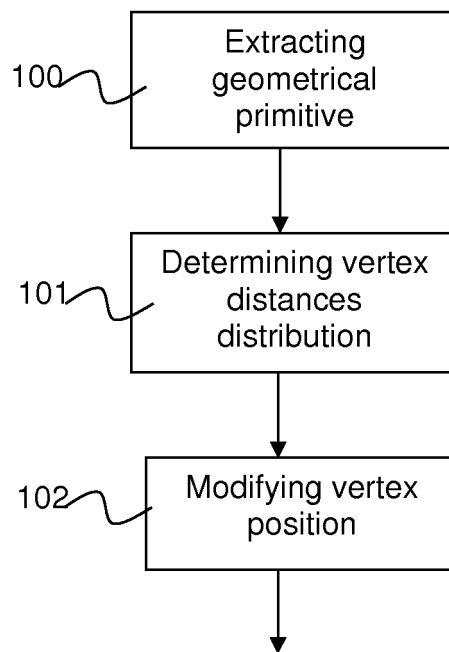 Extracting
100
geometrical
primitive
Determining vertex
101
distances
distribution
Modifying vertex
102
position